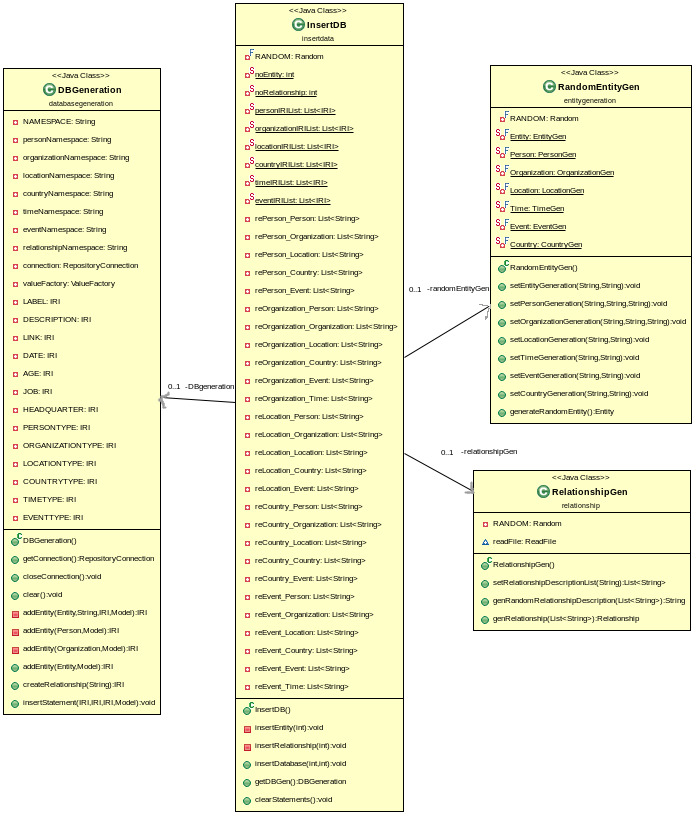 <<Java Class>>
DBGeneration
databasegeneration
NAMESPACE: String
personNamespace: String
organizationNamespace: String
locationNamespace: String
countryNamespace: String
timeNamespace: String
eventNamespace: String
relationshipNamespace: String
connection: RepositoryConnection
valueFactory: ValueFactory
LABEL: IRI
DESCRIPTION: IRI
LINK: IRI
DATE: IRI
AGE: IRI
JOB: IRI
HEADQUARTER: IRI
PERSONTYPE: IRI
ORGANIZATIONTYPE: IRI
LOCATIONTYPE: IRI
COUNTRYTYPE: IRI
TIMETYPE: IRI
EVENTTYPE: IRI
DBGeneration()
getConnection():RepositoryConnection
closeConnection():void
clear():void
addEntity(Entity,String,IRI,Model):IRI
addEntity(Person,Model):IRI
addEntity(Organization,Model):IRI
addEntity(Entity,Model):IRI
createRelationship(String):IRI
insertStatement(IRI,IRI,IRI,Model):void
0..1 -DBgeneration
<<Java Class>>
InsertDB
insertdata
RANDOM: Random
noEntity: int
noRelationship: int
personIRIList: List<IRI>
organizationIRIList: List<IRI>
locationIRIList: List<IRI>
countryIRIList: List<IRI>
timeIRIList: List<IRI>
eventIRIList: List<IRI>
rePerson_Person: List<String>
rePerson_Organization: List<String>
rePerson_Location: List<String>
rePerson_Country: List<String>
rePerson_Event: List<String>
reOrganization_Person: List<String>
reOrganization_Organization: List<String>
reOrganization_Location: List<String>
reOrganization_Country: List<String>
reOrganization_Event: List<String>
reOrganization_Time: List<String>
reLocation_Person: List<String>
reLocation_Organization: List<String>
reLocation_Location: List<String>
reLocation_Country: List<String>
reLocation_Event: List<String>
reCountry_Person: List<String>
reCountry_Organization: List<String>
reCountry_Location: List<String>
reCountry_Country: List<String>
reCountry_Event: List<String>
reEvent_Person: List<String>
reEvent_Organization: List<String>
reEvent_Location: List<String>
reEvent_Country: List<String>
reEvent_Event: List<String>
reEvent_Time: List<String>
InsertDB()
insertEntity(int):void
insertRelationship(int):void
insertDatabase(int,int):void
getDBGen():DBGeneration
clearStatements():void
0..1 -randomEntityGen
<<Java Class>>
RandomEntityGen
entitygeneration
RANDOM: Random
Entity: EntityGen
Person: PersonGen
Organization: OrganizationGen
Location: LocationGen
Time: TimeGen
Event: EventGen
Country: CountryGen
RandomEntityGen()
setEntityGeneration(String,String):void
setPersonGeneration(String,String,String):void
setOrganizationGeneration(String,String,String):void
setLocationGeneration(String,String):void
setTimeGeneration(String,String):void
setEventGeneration(String,String):void
setCountryGeneration(String,String):void
generateRandomEntity():Entity
0..1 -relationshipGen
<<Java Class>>
RelationshipGen
relationship
RANDOM: Random
readFile: ReadFile
RelationshipGen()
setRelationshipDescriptionList(String):List<String>
genRandomRelationshipDescription(List<String>):String
genRelationship(List<String>):Relationship